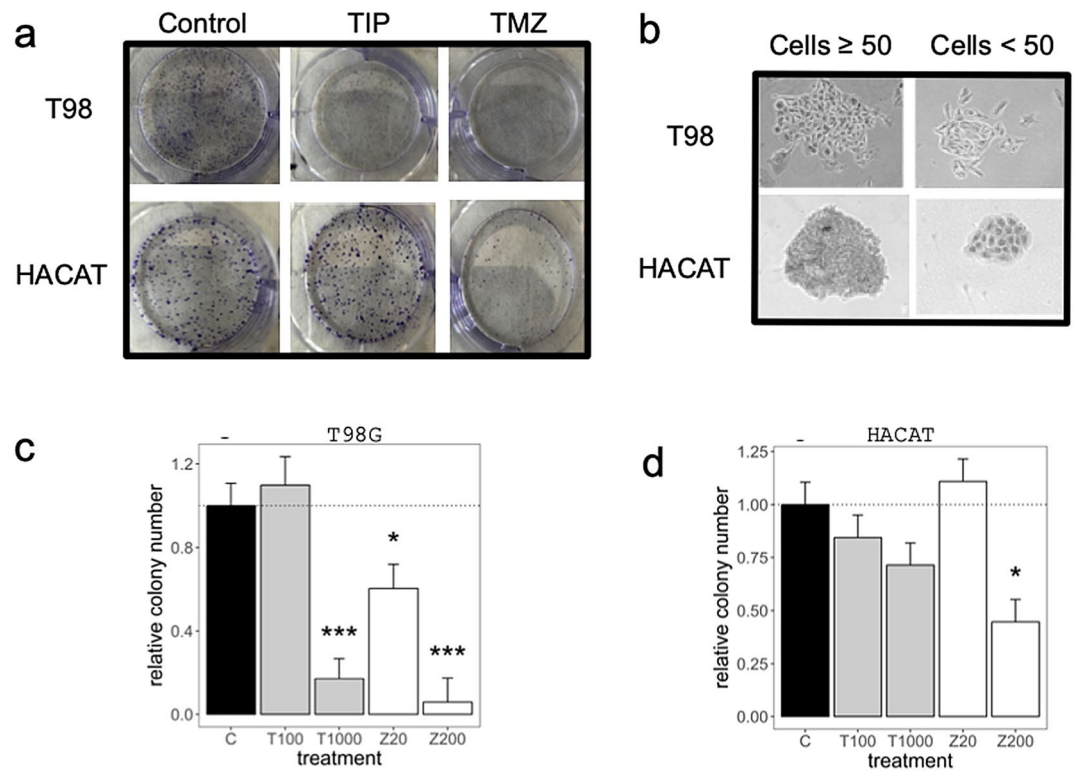 a
Control TIP TMZ
T98
HACAT
b
Cells ≥ 50 Cells < 50
T98
HACAT
c
- T98G
relative colony number
1.2
0.8
0.4
0.0
*
***
***
C T100 T1000 Z20 Z200
treatment
d
- HACAT
relative colony number
1.25
1.00
0.75
0.50
0.25
0.00
*
C T100 T1000 Z20 Z200
treatment